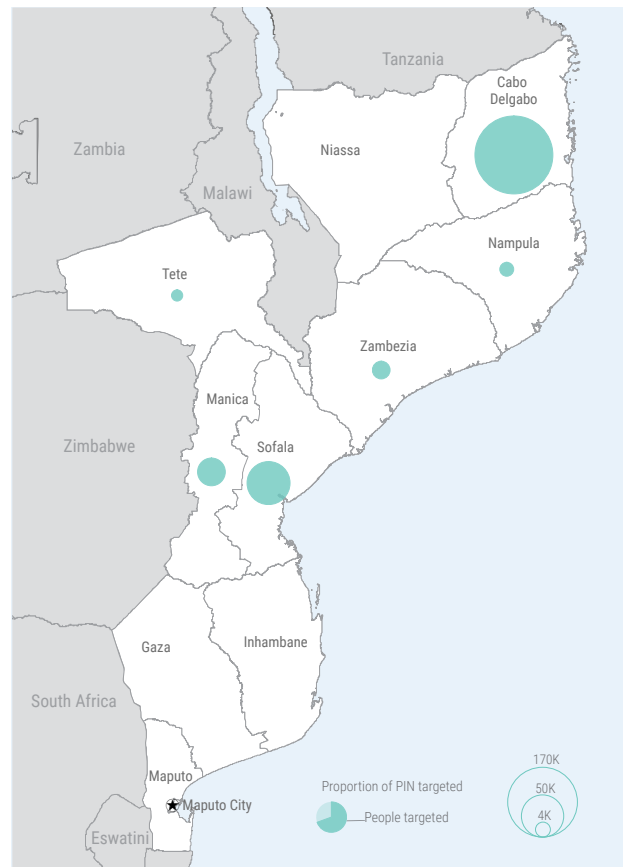 Tanzania
Cabo
Delgabo
Zambia
Niassa
Malawi
Nampula
Tete
Zambezia
Manica
Sofala
Zimbabwe
Gaza
Inhambane
South Africa
Maputo
Maputo City
Eswatini
Proportion of PIN targeted
People targeted
170K
50K
4K